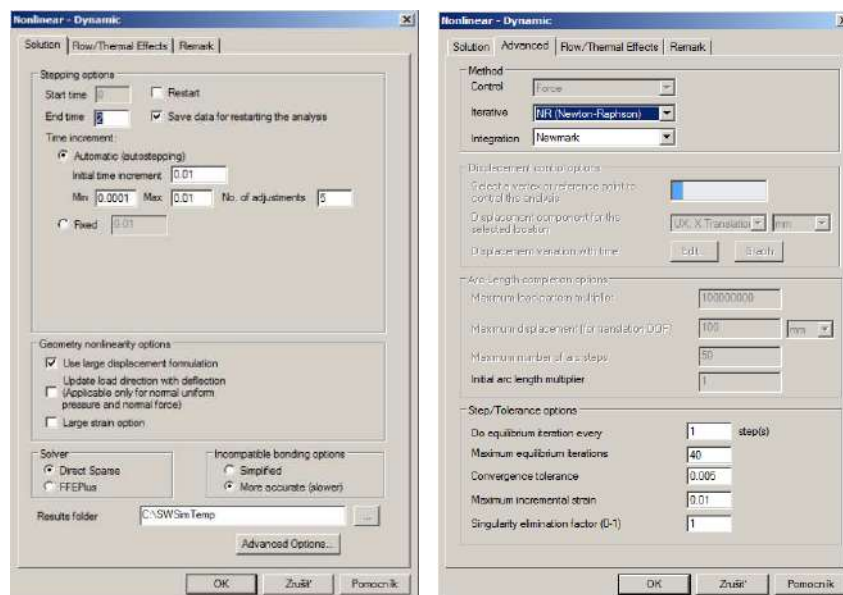 Nonlinear - Dynamic
Solution Flow/Thermal Effects Remark
Stepping options
Start time 0 Restart
End time 2 Save data for restarting the analysis
Time increment:
Automatic (autostepping)
Initial time increment 0.01
Min 0.0001 Max 0.01 No. of adjustments 5
Fixed 0.01
Geometry nonlinearity options
Use large displacement formulation
Update load direction with deflection
(Applicable only for normal uniform
pressure and normal force)
Large strain option
Solver
Direct Sparse
FFEPlus
Incompatible bonding options
Simplified
More accurate (slower)
Results folder C:\SWSimTemp ...
Advanced Options...
OK Zrušiť Pomocník
Nonlinear - Dynamic
Solution Advanced Flow/Thermal Effects Remark
Method
Control Force
Iterative NR (Newton-Raphson)
Integration Newmark
Displacement control options
Select a vertex or reference point to
control the analysis
Displacement component for the
selected location UX: X Translation mm
Displacement variation with time Edit... Graph
Arc-Length completion options
Maximum load pattern multiplier 100000000
Maximum displacement (for translation DOF) 100 mm
Maximum number of arc steps 50
Initial arc length multiplier 1
Step/Tolerance options
Do equilibrium iteration every 1 step(s)
Maximum equilibrium iterations 40
Convergence tolerance 0.005
Maximum incremental strain 0.01
Singularity elimination factor (0-1) 1
OK Zrušiť Pomocník